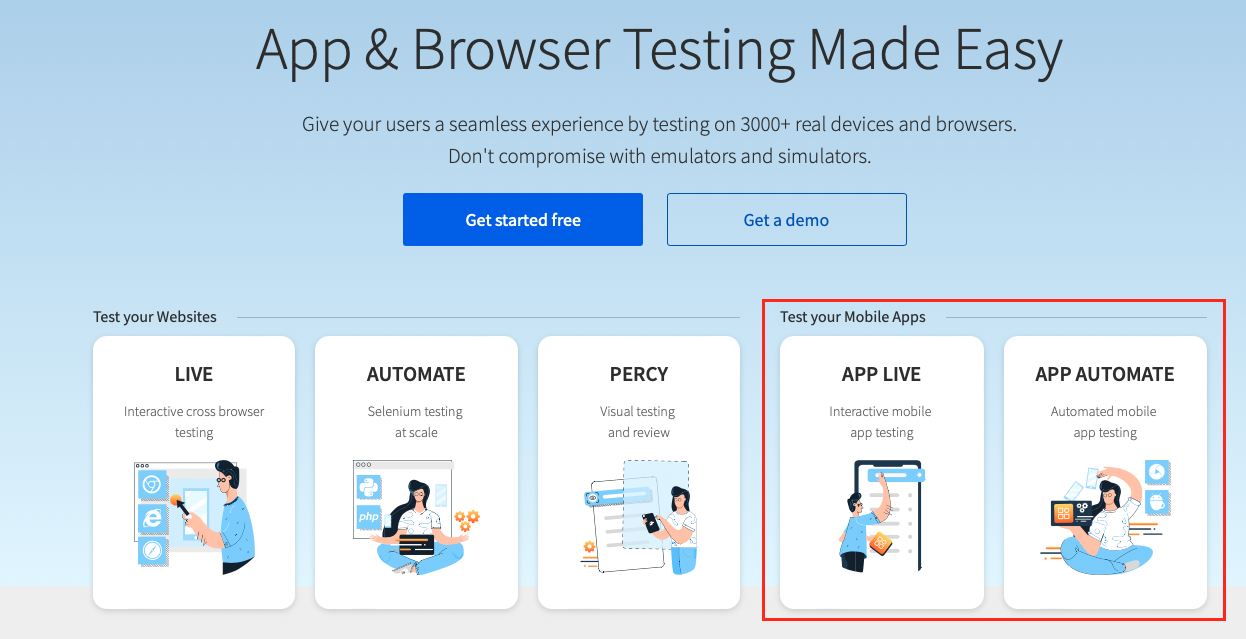 App & Browser Testing Made Easy
Give your users a seamless experience by testing on 3000+ real devices and browsers.
Don't compromise with emulators and simulators.
Get started free
Get a demo
Test your Websites
LIVE
Interactive cross browser
testing
AUTOMATE
Selenium testing
at scale
php
PERCY
Visual testing
and review
Test your Mobile Apps
APP LIVE
Interactive mobile
app testing
APP AUTOMATE
Automated mobile
app testing